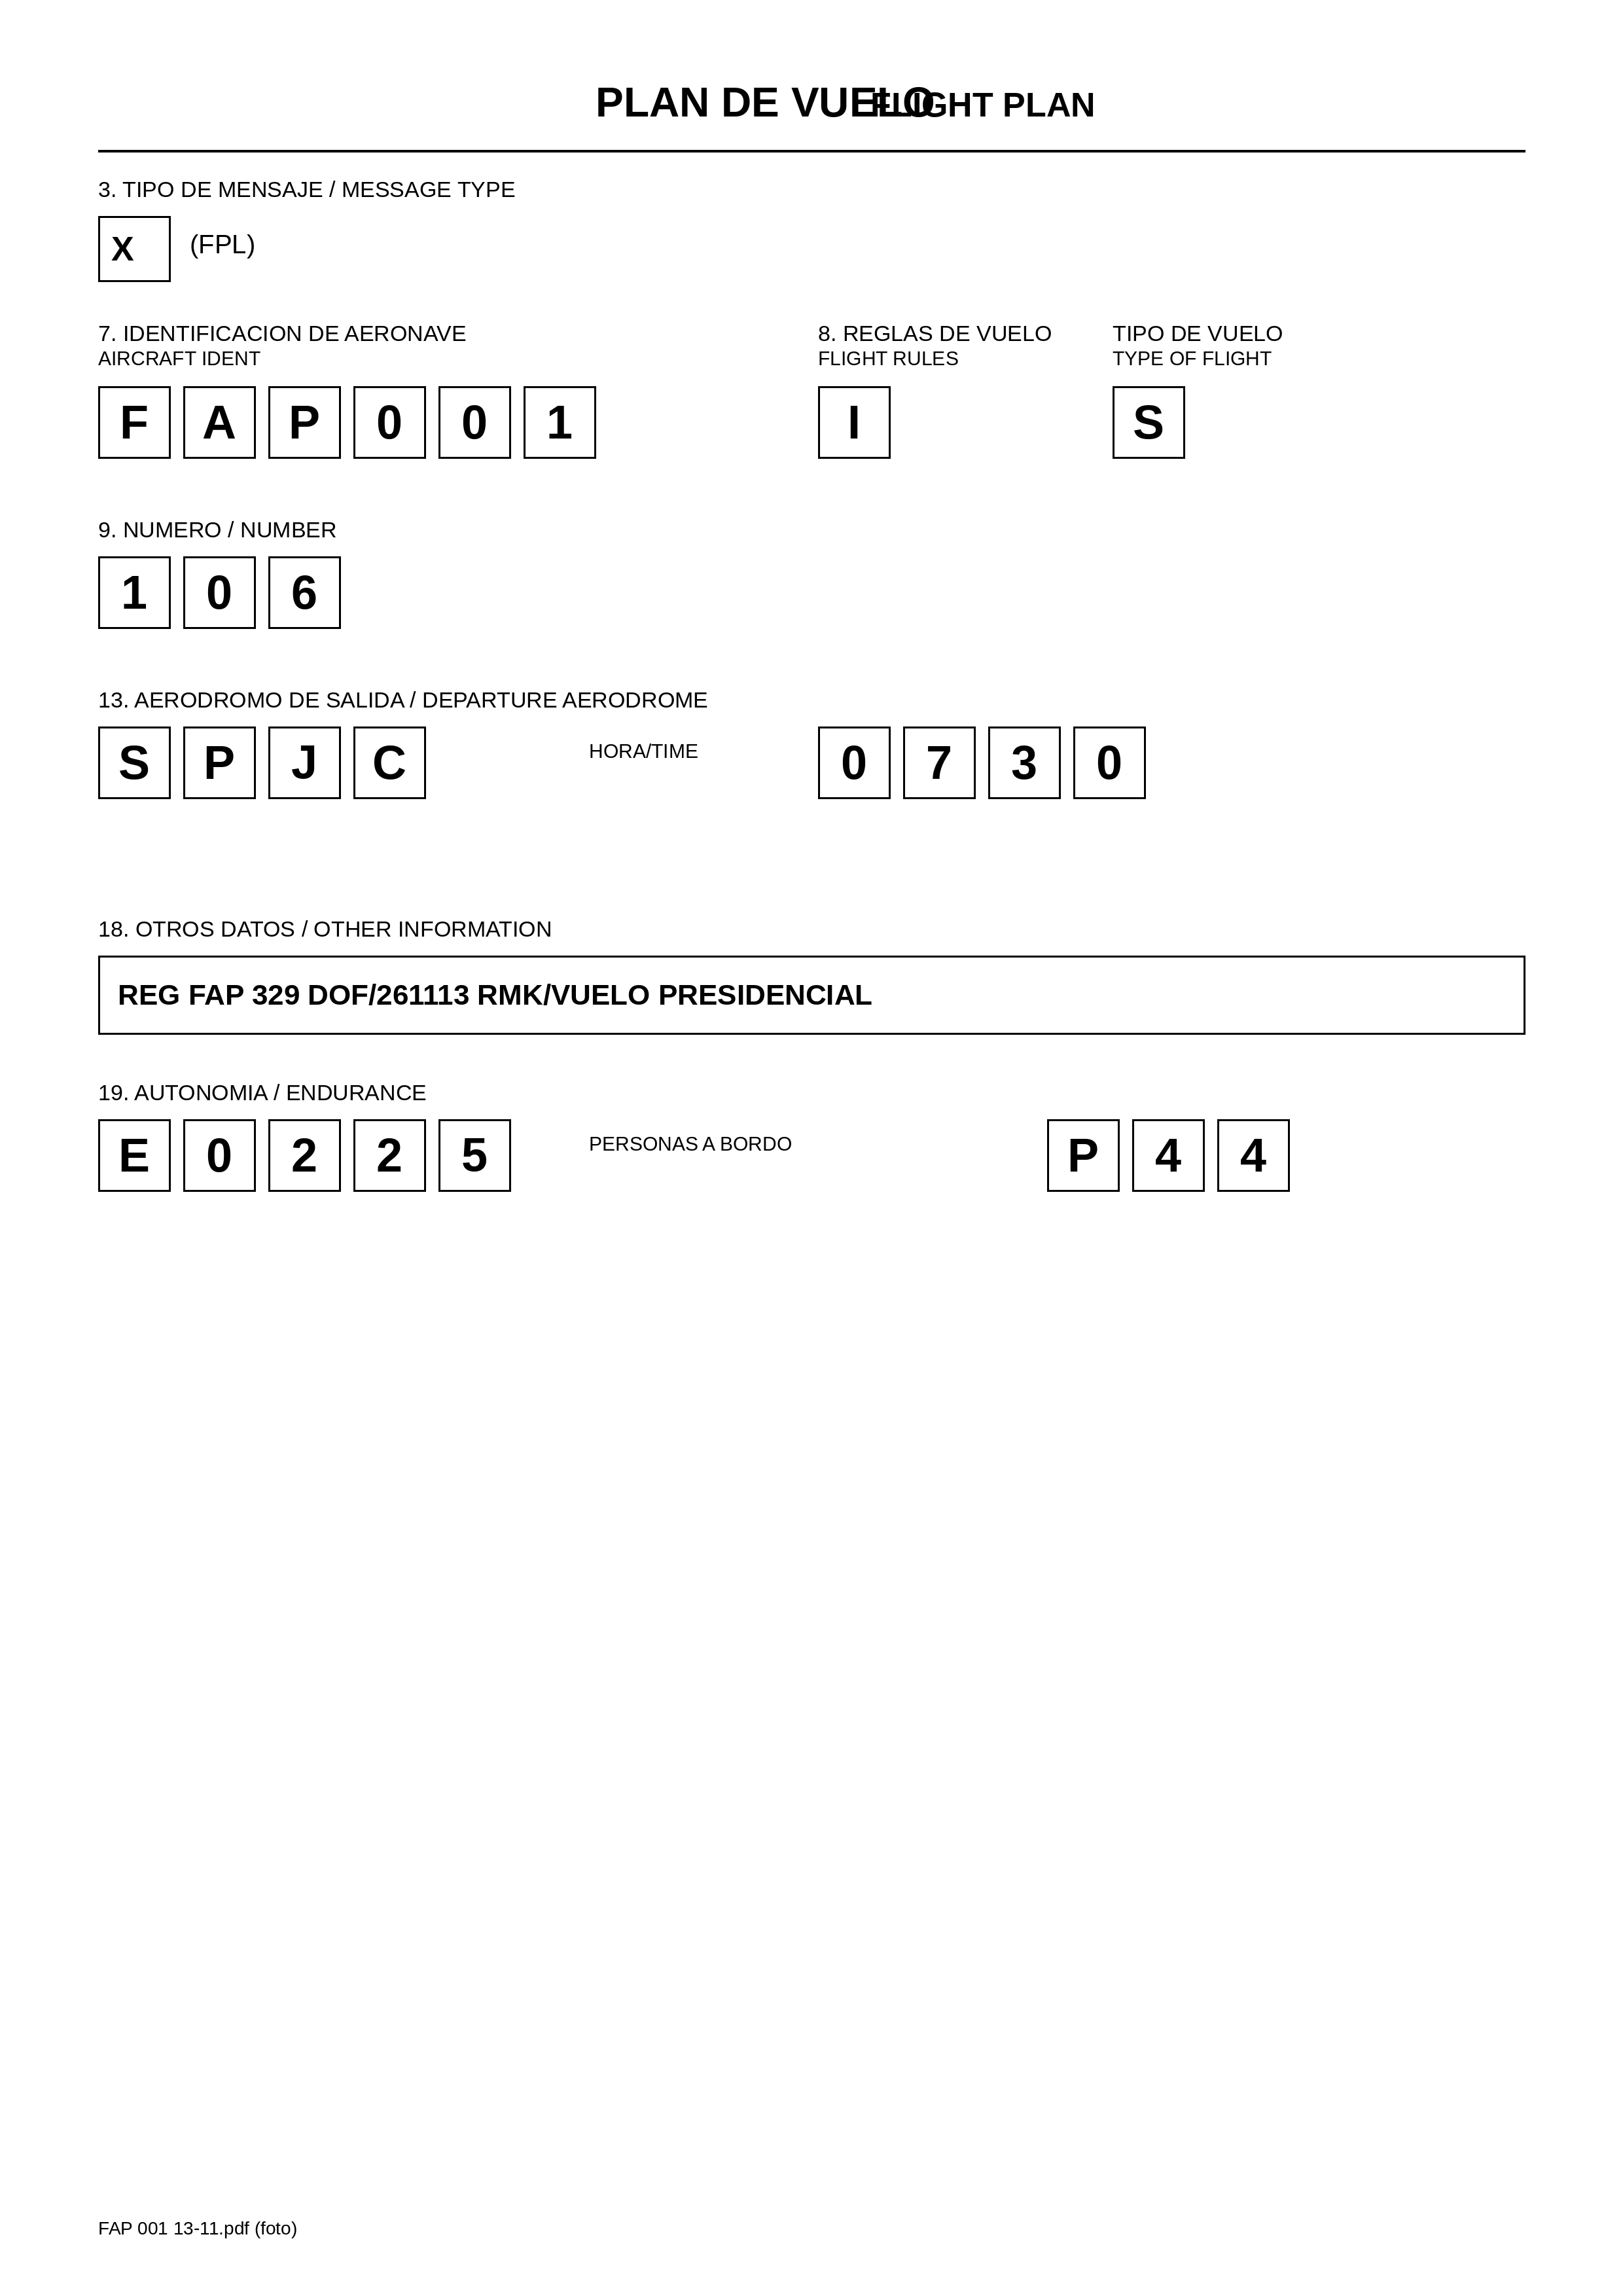 PLAN DE VUELO FLIGHT PLAN
3. TIPO DE MENSAJE / MESSAGE TYPE
X (FPL)
7. IDENTIFICACION DE AERONAVE 8. REGLAS DE VUELO TIPO DE VUELO
AIRCRAFT IDENT FLIGHT RULES TYPE OF FLIGHT
F A P 0 0 1 I S
9. NUMERO / NUMBER
1 0 6
13. AERODROMO DE SALIDA / DEPARTURE AERODROME
S P J C HORA/TIME 0 7 3 0
18. OTROS DATOS / OTHER INFORMATION
REG FAP 329 DOF/261113 RMK/VUELO PRESIDENCIAL
19. AUTONOMIA / ENDURANCE
E 0 2 2 5 PERSONAS A BORDO P 4 4
FAP 001 13-11.pdf (foto)